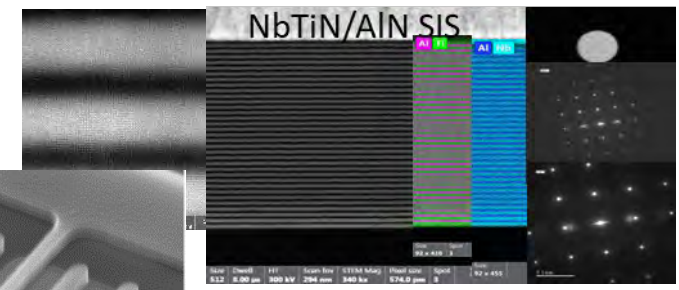 NbTiN/AlN SIS
Al Ti
Al Nb
Size Dwell HT Scan fov STEM Mag Pixel size Spot
512 8.00 µs 300 kV 294 nm 340 kx 574.0 pm 3